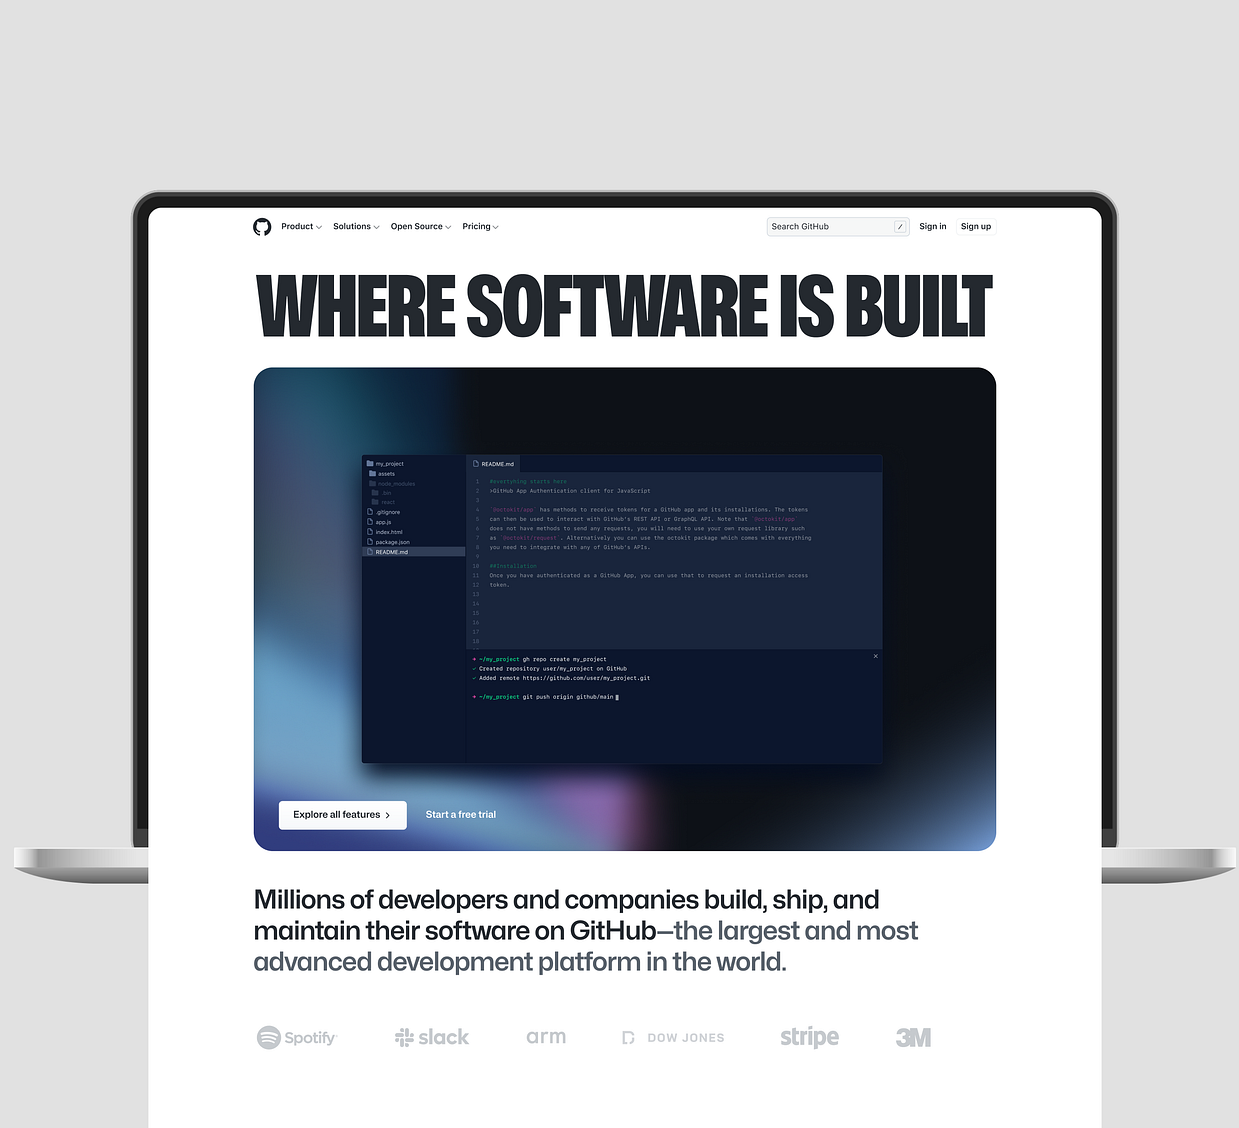 Product Solutions Open Source Pricing Search GitHub / Sign in Sign up
WHERE SOFTWARE IS BUILT
my_project
assets
node_modules
.bin
react
.gitignore
app.js
index.html
package.json
README.md
README.md
1 #everything starts here
2 >GitHub App Authentication client for JavaScript
3
4 `@octokit/app` has methods to receive tokens for a GitHub app and its installations. The tokens
5 can then be used to interact with GitHub's REST API or GraphQL API. Note that `@octokit/app`
6 does not have methods to send any requests, you will need to use your own request library such
7 as `@Octokit/request`. Alternatively you can use the octokit package which comes with everything
8 you need to integrate with any of GitHub's APIs.
9
10 ##Installation
11 Once you have authenticated as a GitHub App, you can use that to request an installation access
12 token.
13
14
15
16
17
18
➜ ~/my_project gh repo create my_project
✓ Created repository user/my_project on GitHub
✓ Added remote https://github.com/user/my_project.git
➜ ~/my_project git push origin github/main
Explore all features Start a free trial
Millions of developers and companies build, ship, and
maintain their software on GitHub—the largest and most
advanced development platform in the world.
Spotify slack arm DOW JONES stripe 3M